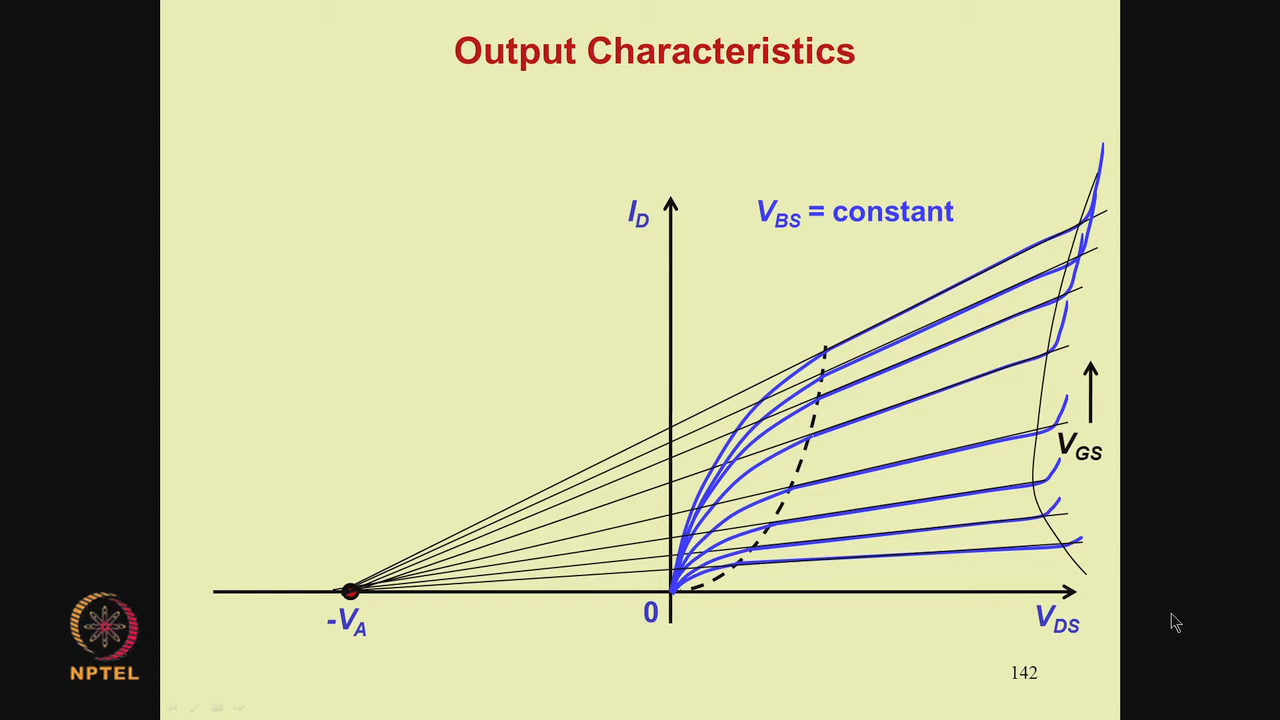 Output Characteristics
I_D
V_BS = constant
V_GS
-V_A
0
V_DS
NPTEL
142